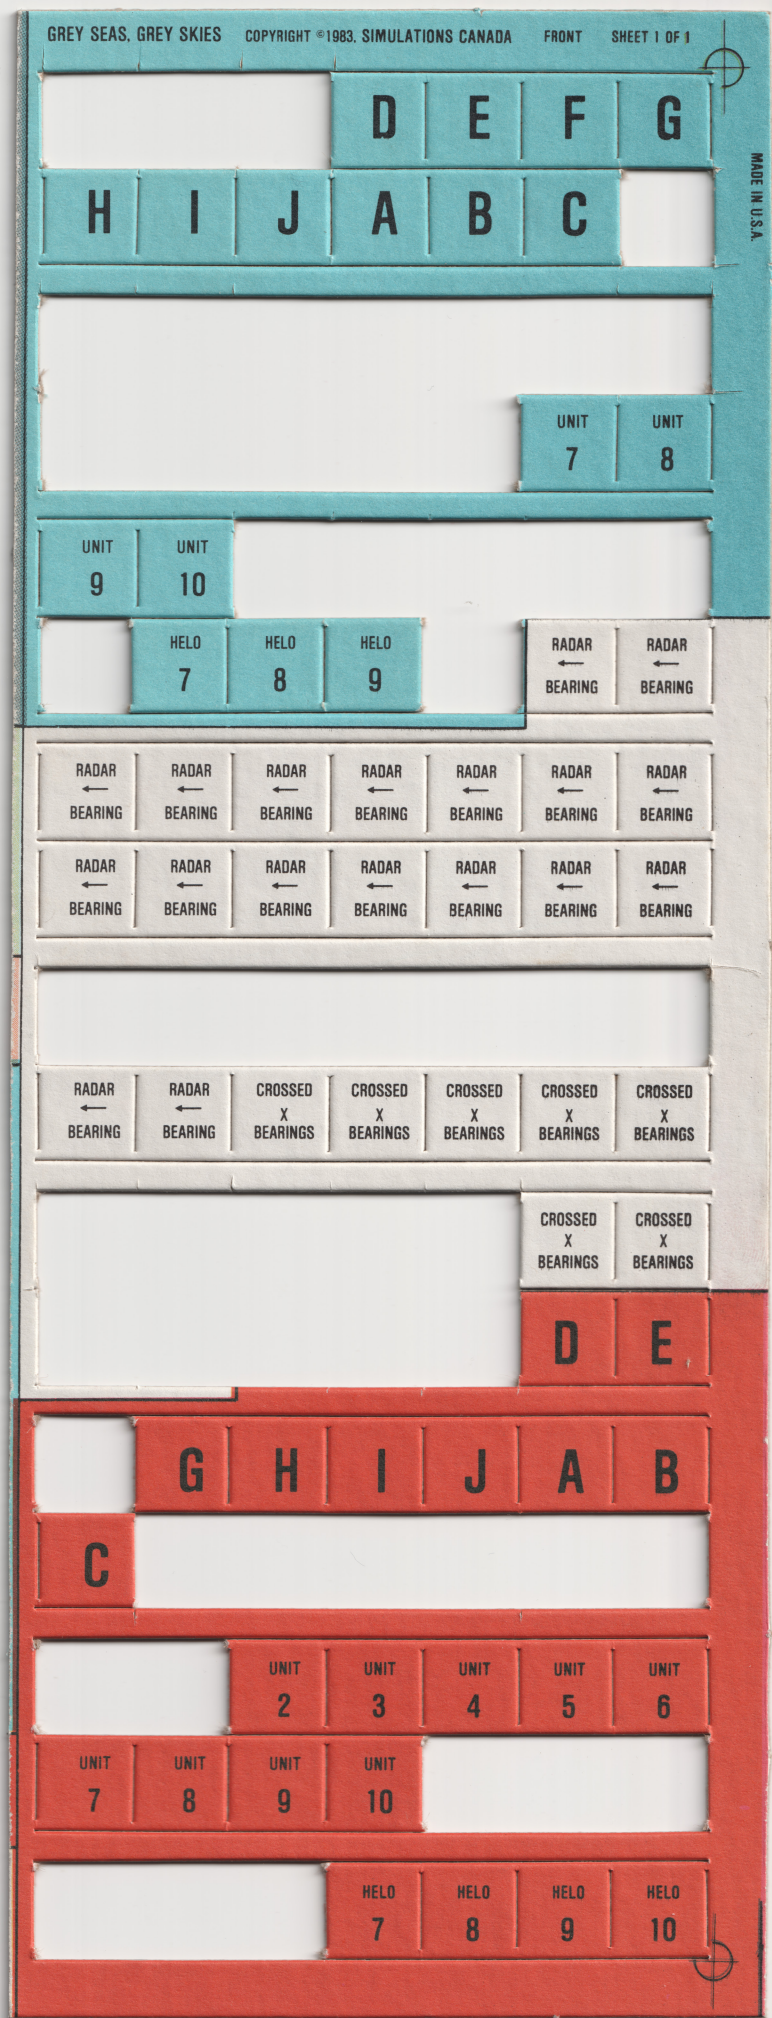 GREY SEAS, GREY SKIES COPYRIGHT ©1983. SIMULATIONS CANADA FRONT SHEET 1 OF 1
MADE IN U.S.A.
D E F G
H I J A B C
UNIT UNIT
7 8
UNIT UNIT
9 10
HELO HELO HELO RADAR RADAR
← ←
7 8 9 BEARING BEARING
RADAR RADAR RADAR RADAR RADAR RADAR RADAR
← ← ← ← ← ← ←
BEARING BEARING BEARING BEARING BEARING BEARING BEARING
RADAR RADAR RADAR RADAR RADAR RADAR RADAR
← ← ← ← ← ← ←
BEARING BEARING BEARING BEARING BEARING BEARING BEARING
RADAR RADAR CROSSED CROSSED CROSSED CROSSED CROSSED
← ← X X X X X
BEARING BEARING BEARINGS BEARINGS BEARINGS BEARINGS BEARINGS
CROSSED CROSSED
X X
BEARINGS BEARINGS
D E
G H I J A B
C
UNIT UNIT UNIT UNIT UNIT
2 3 4 5 6
UNIT UNIT UNIT UNIT
7 8 9 10
HELO HELO HELO HELO
7 8 9 10